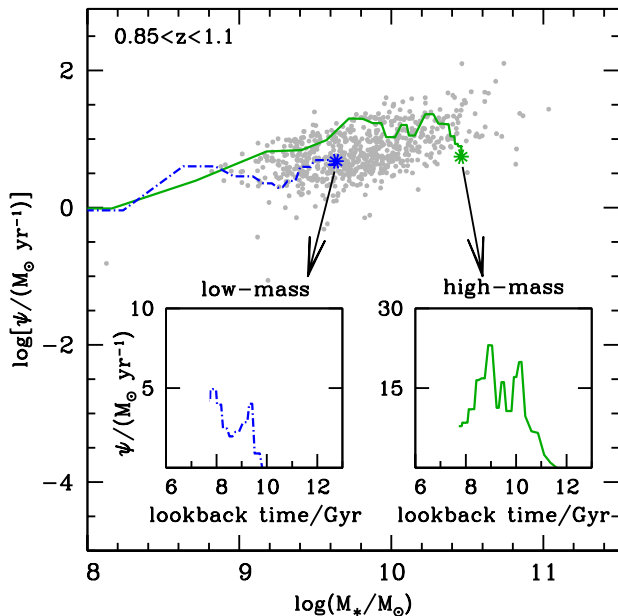 0.85<z<1.1
2
0
−2
−4
log[ψ/(M⊙ yr⁻¹)]
low-mass
10
5
ψ/(M⊙ yr⁻¹)
6 8 10 12
lookback time/Gyr
high-mass
30
15
6 8 10 12
lookback time/Gyr
8 9 10 11
log(M*/M⊙)